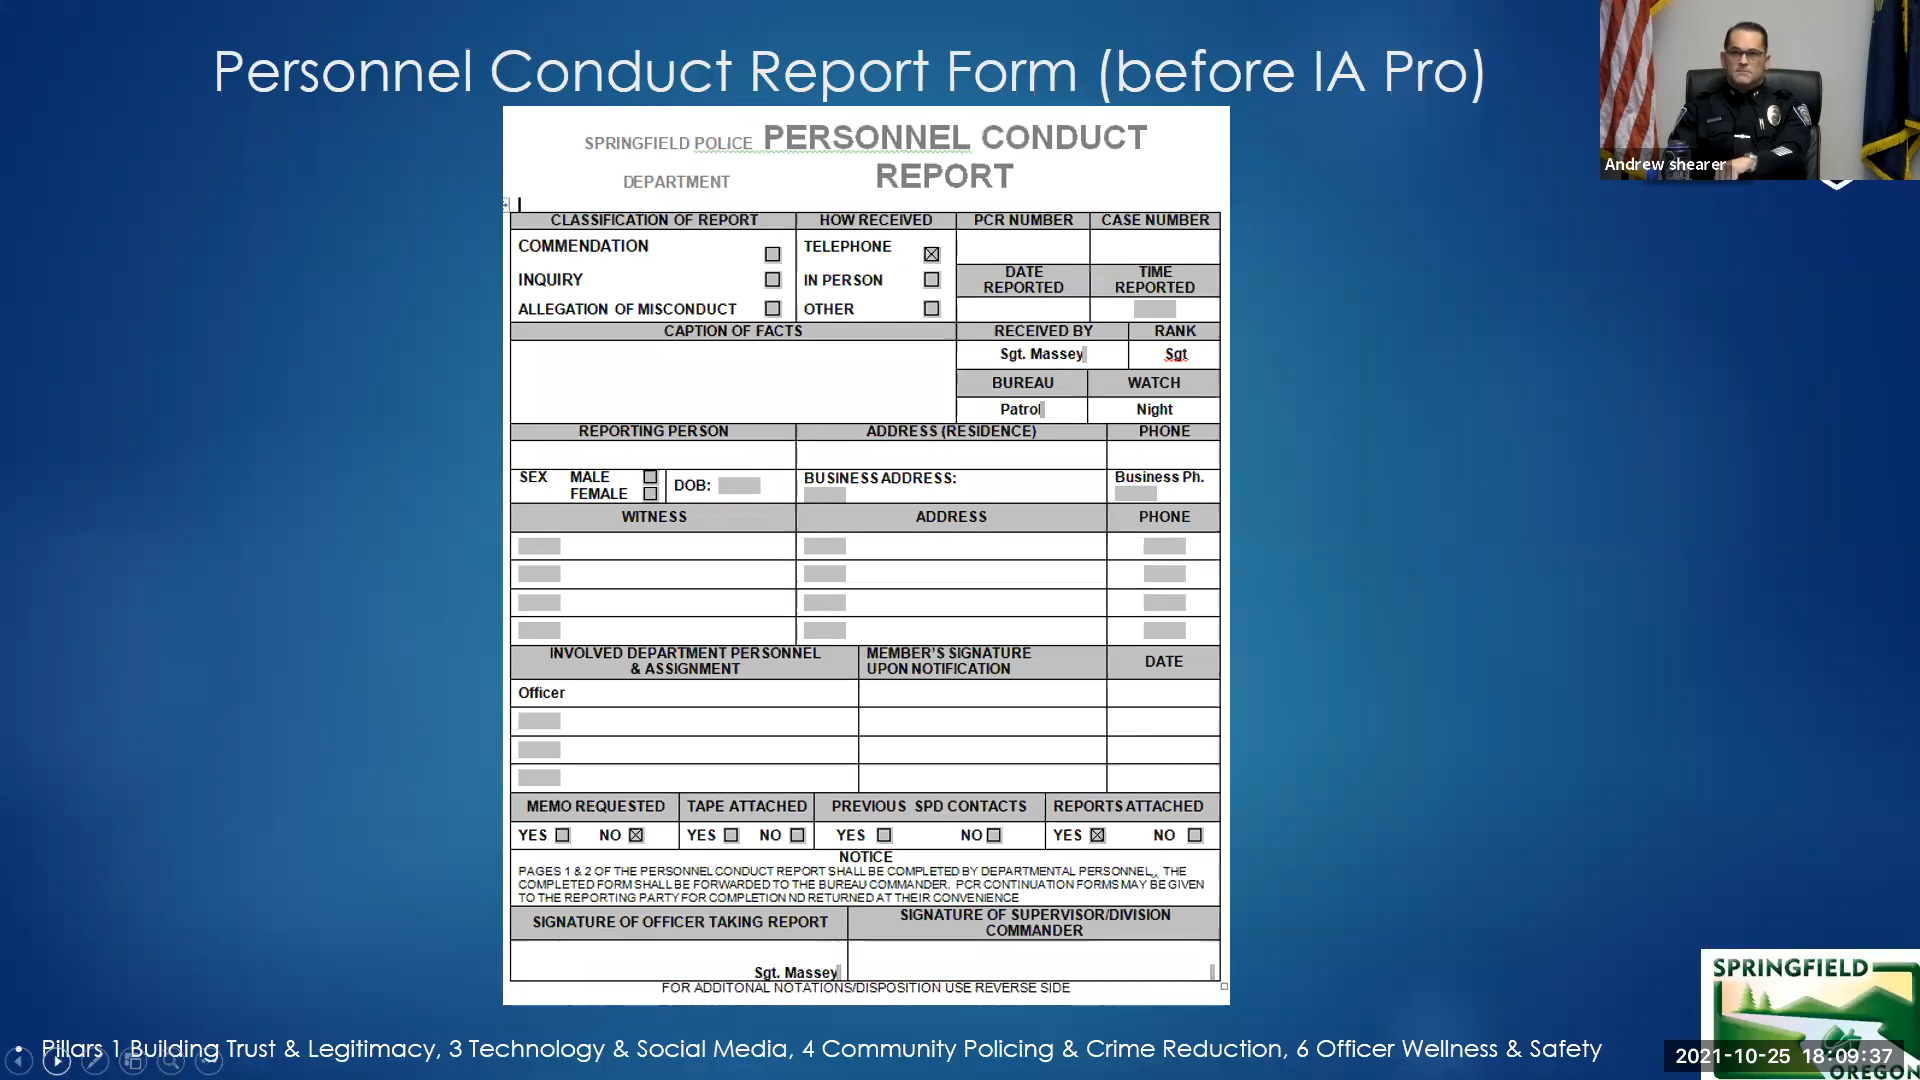 Personnel Conduct Report Form (before IA Pro)
Andrew shearer
SPRINGFIELD POLICE PERSONNEL CONDUCT
DEPARTMENT REPORT
CLASSIFICATION OF REPORT HOW RECEIVED PCR NUMBER CASE NUMBER
COMMENDATION TELEPHONE
INQUIRY IN PERSON DATE REPORTED TIME REPORTED
ALLEGATION OF MISCONDUCT OTHER
CAPTION OF FACTS RECEIVED BY RANK
Sgt. Massey Sgt
BUREAU WATCH
Patrol Night
REPORTING PERSON ADDRESS (RESIDENCE) PHONE
SEX MALE DOB: BUSINESS ADDRESS: Business Ph.
FEMALE
WITNESS ADDRESS PHONE
INVOLVED DEPARTMENT PERSONNEL MEMBER'S SIGNATURE DATE
& ASSIGNMENT UPON NOTIFICATION
Officer
MEMO REQUESTED TAPE ATTACHED PREVIOUS SPD CONTACTS REPORTS ATTACHED
YES NO YES NO YES NO YES NO
NOTICE
PAGES 1 & 2 OF THE PERSONNEL CONDUCT REPORT SHALL BE COMPLETED BY DEPARTMENTAL PERSONNEL, THE
COMPLETED FORM SHALL BE FORWARDED TO THE BUREAU COMMANDER. PCR CONTINUATION FORMS MAY BE GIVEN
TO THE REPORTING PARTY FOR COMPLETION ND RETURNED AT THEIR CONVENIENCE
SIGNATURE OF OFFICER TAKING REPORT SIGNATURE OF SUPERVISOR/DIVISION
COMMANDER
Sgt. Massey
FOR ADDITONAL NOTATIONS/DISPOSITION USE REVERSE SIDE
• Pillars 1 Building Trust & Legitimacy, 3 Technology & Social Media, 4 Community Policing & Crime Reduction, 6 Officer Wellness & Safety
SPRINGFIELD
OREGON
2021-10-25 18:09:37